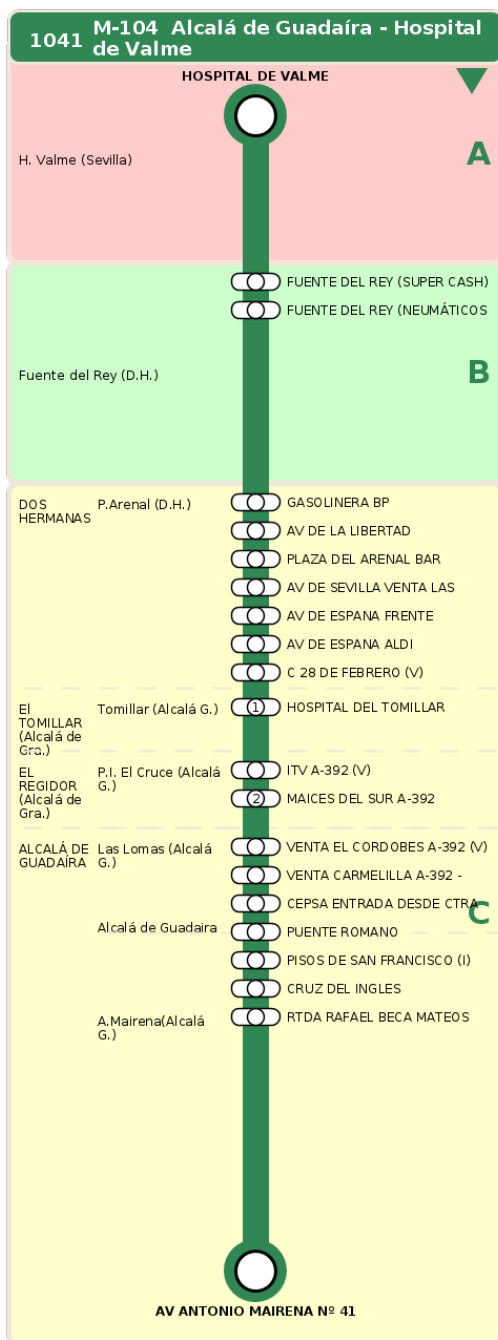 1041 M-104 Alcalá de Guadaíra - Hospital
de Valme
HOSPITAL DE VALME
A
H. Valme (Sevilla)
FUENTE DEL REY (SUPER CASH)
FUENTE DEL REY (NEUMÁTICOS
Fuente del Rey (D.H.)
B
DOS
HERMANAS
P.Arenal (D.H.)
GASOLINERA BP
AV DE LA LIBERTAD
PLAZA DEL ARENAL BAR
AV DE SEVILLA VENTA LAS
AV DE ESPANA FRENTE
AV DE ESPANA ALDI
C 28 DE FEBRERO (V)
El
TOMILLAR
(Alcalá de
Gra.)
Tomillar (Alcalá G.)
1
HOSPITAL DEL TOMILLAR
EL
REGIDOR
(Alcalá de
Gra.)
P.I. El Cruce (Alcalá
G.)
ITV A-392 (V)
2
MAICES DEL SUR A-392
ALCALÁ DE
GUADAÍRA
Las Lomas (Alcalá
G.)
VENTA EL CORDOBES A-392 (V)
VENTA CARMELILLA A-392 -
CEPSA ENTRADA DESDE CTRA
C
Alcalá de Guadaira
PUENTE ROMANO
PISOS DE SAN FRANCISCO (I)
CRUZ DEL INGLES
A.Mairena(Alcalá
G.)
RTDA RAFAEL BECA MATEOS
AV ANTONIO MAIRENA Nº 41